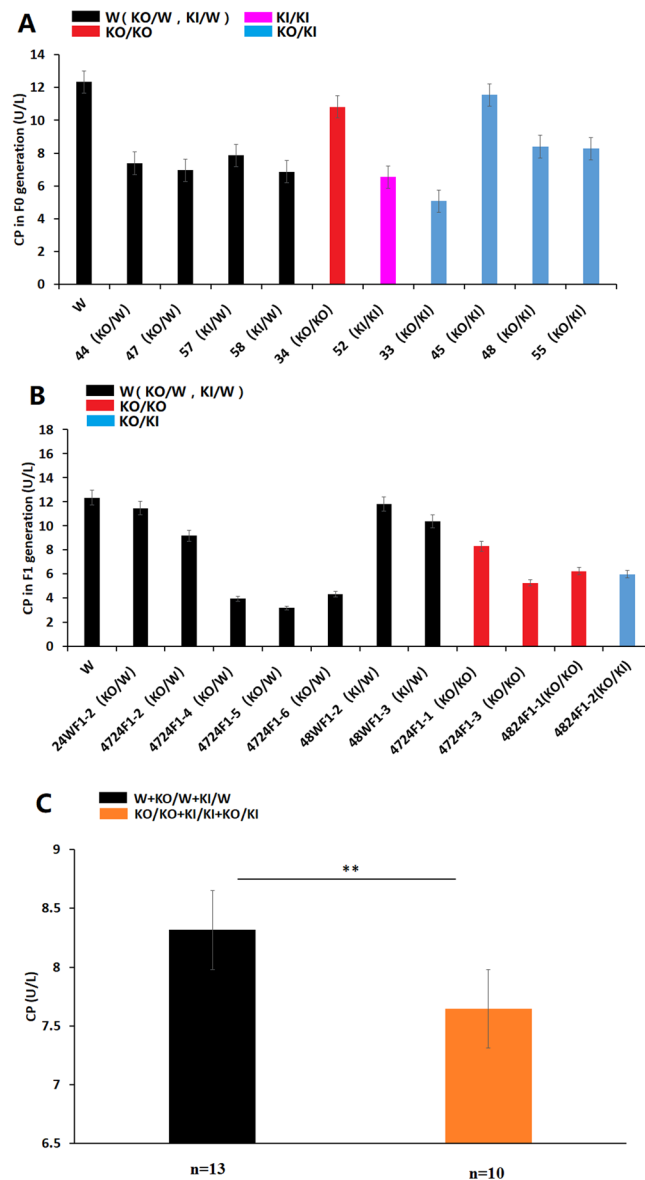 A
W（KO/W，KI/W）
KI/KI
KO/KO
KO/KI
CP in F0 generation (U/L)
14
12
10
8
6
4
2
0
W
44（KO/W）
47（KO/W）
57（KI/W）
58（KI/W）
34（KO/KO）
52（KI/KI）
33（KO/KI）
45（KO/KI）
48（KO/KI）
55（KO/KI）
B
W（KO/W，KI/W）
KO/KO
KO/KI
CP in F1 generation (U/L)
18
16
14
12
10
8
6
4
2
0
W
24WF1-2（KO/W）
4724F1-2（KO/W）
4724F1-4（KO/W）
4724F1-5（KO/W）
4724F1-6（KO/W）
48WF1-2（KI/W）
48WF1-3（KI/W）
4724F1-1（KO/KO）
4724F1-3（KO/KO）
4824F1-1(KO/KO)
4824F1-2(KO/KI)
C
W+KO/W+KI/W
KO/KO+KI/KI+KO/KI
CP (U/L)
9
8.5
8
7.5
7
6.5
**
n=13
n=10